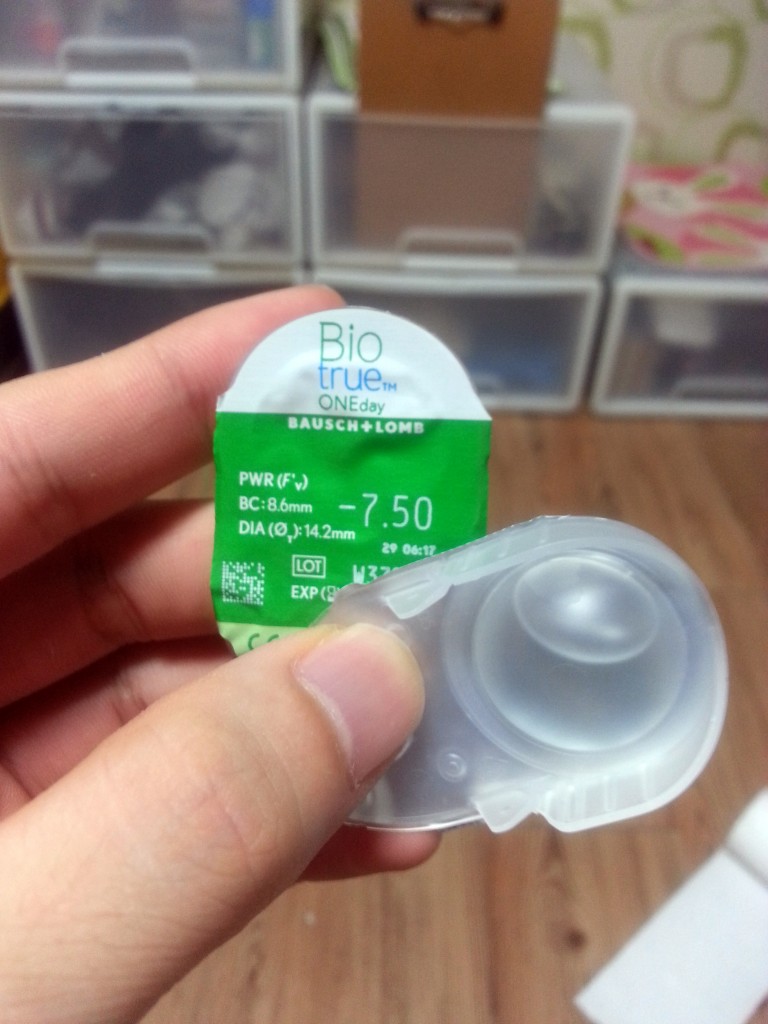 Bio
true™
ONEday
BAUSCH+LOMB
PWR (F'v)
BC: 8.6mm
-7.50
DIA (ØT): 14.2mm
29 06:17
LOT
EXP